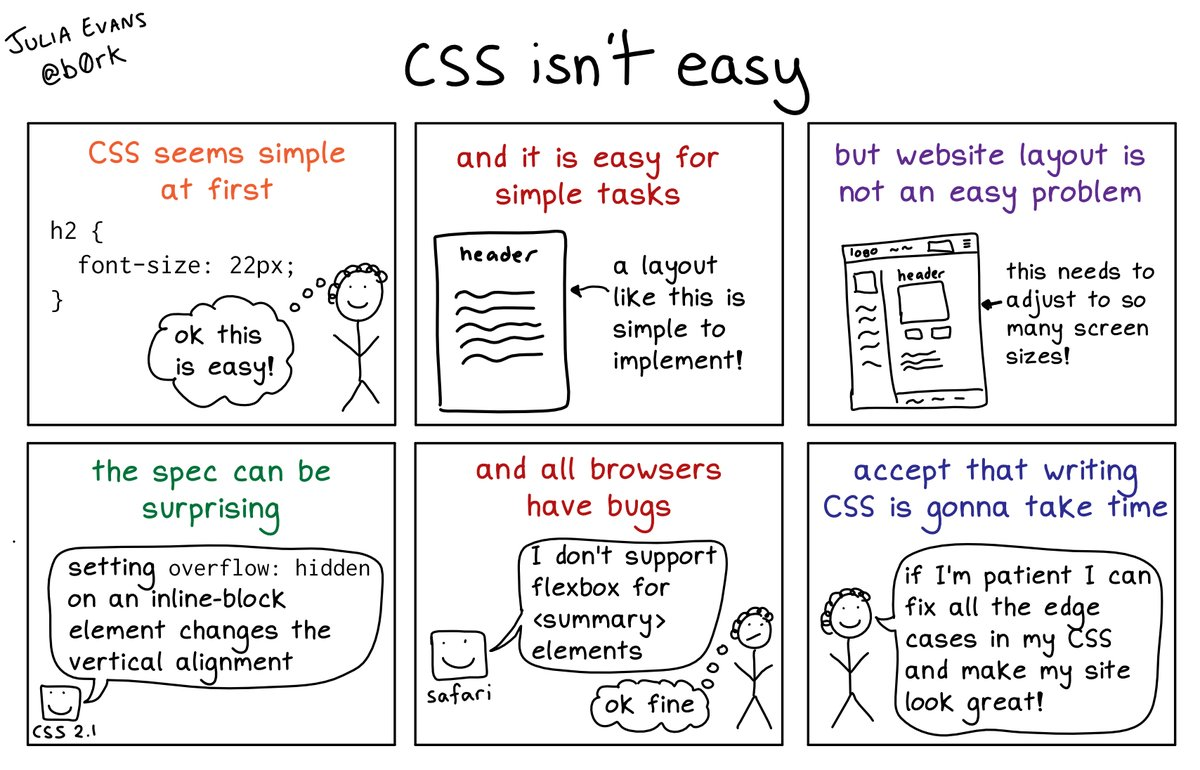 JULIA EVANS
@b0rk
CSS isn't easy
CSS seems simple
at first
h2 {
font-size: 22px;
}
ok this
is easy!
and it is easy for
simple tasks
header
a layout
like this is
simple to
implement!
but website layout is
not an easy problem
logo
header
this needs to
adjust to so
many screen
sizes!
the spec can be
surprising
setting overflow: hidden
on an inline-block
element changes the
vertical alignment
CSS 2.1
and all browsers
have bugs
I don't support
flexbox for
<summary>
elements
safari
ok fine
accept that writing
CSS is gonna take time
if I'm patient I can
fix all the edge
cases in my CSS
and make my site
look great!